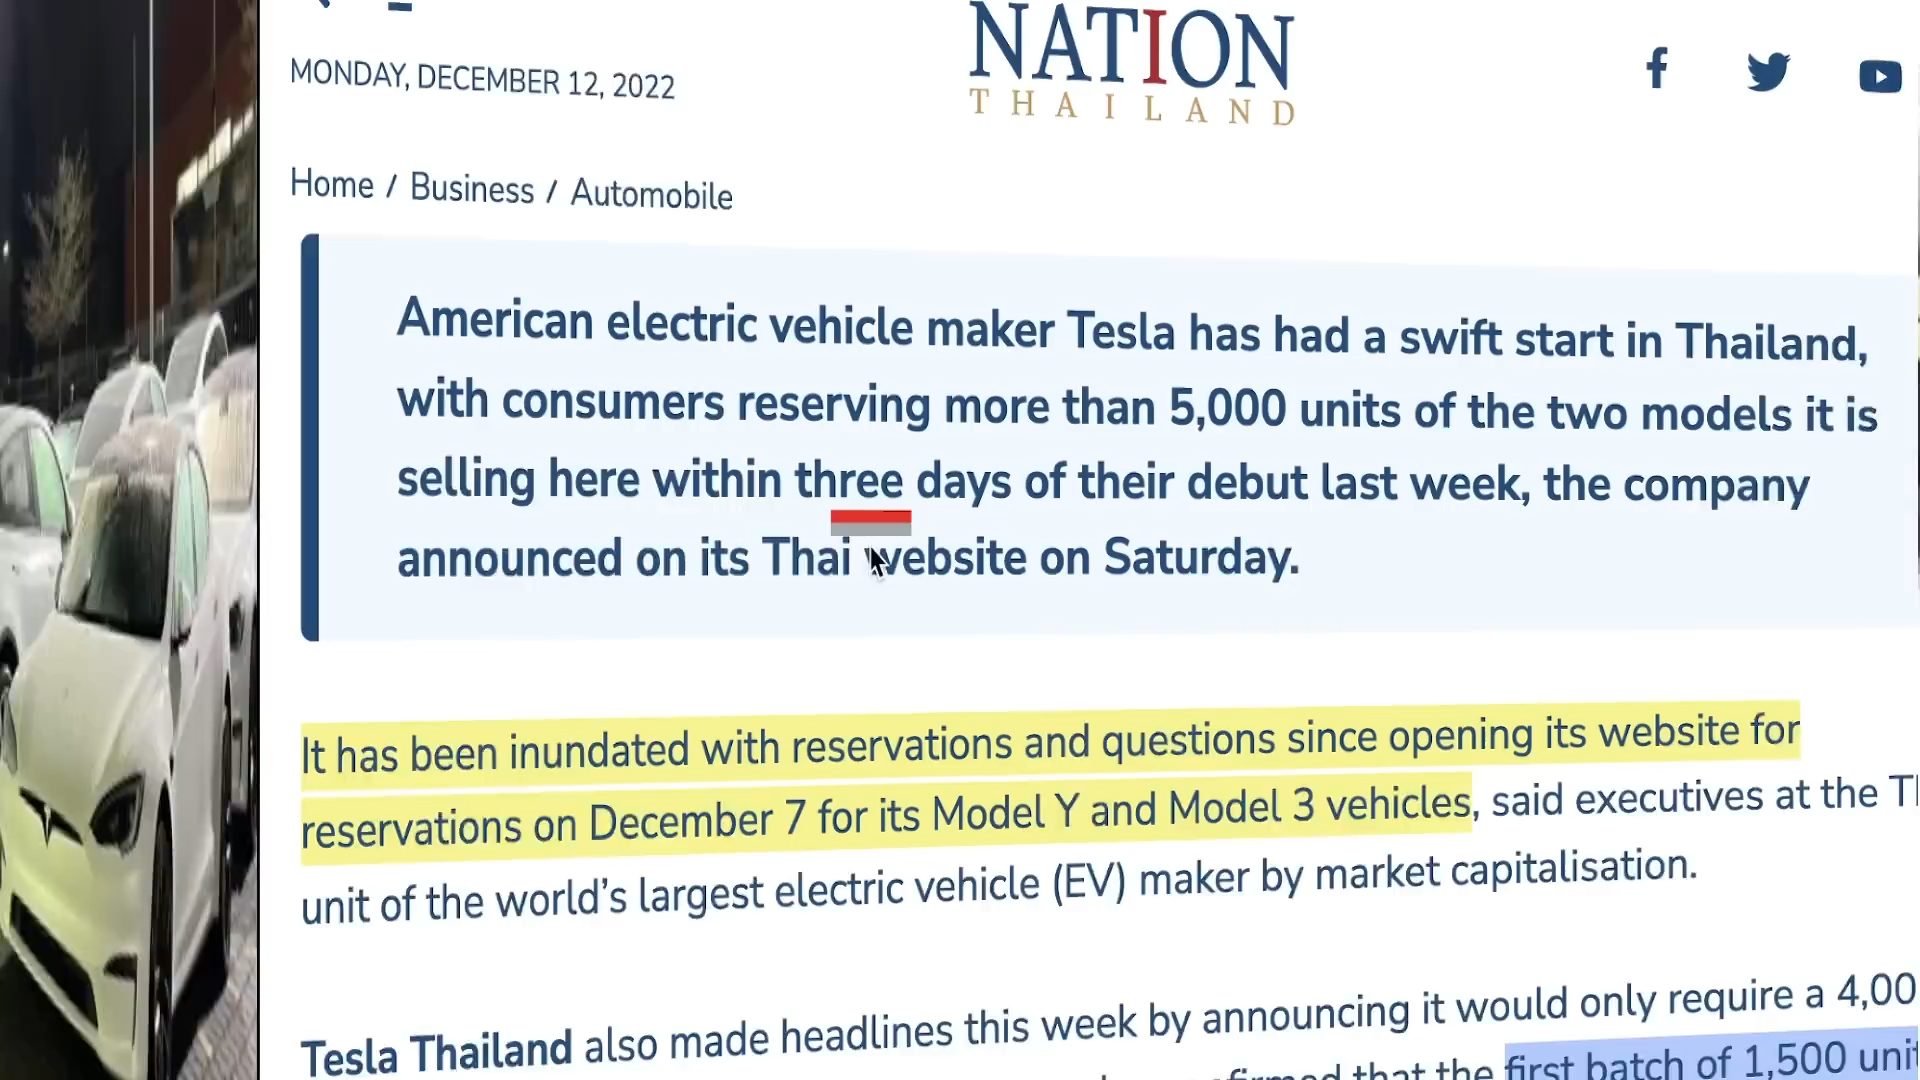 NATION
THAILAND
MONDAY, DECEMBER 12, 2022
Home / Business / Automobile
American electric vehicle maker Tesla has had a swift start in Thailand,
with consumers reserving more than 5,000 units of the two models it is
selling here within three days of their debut last week, the company
announced on its Thai website on Saturday.
It has been inundated with reservations and questions since opening its website for
reservations on December 7 for its Model Y and Model 3 vehicles, said executives at the
unit of the world's largest electric vehicle (EV) maker by market capitalisation.
Tesla Thailand also made headlines this week by announcing it would only require a
that the first batch of 1,500